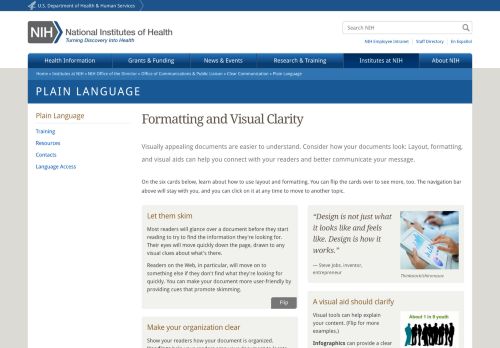 U.S. Department of Health & Human Services
NIH National Institutes of Health
Turning Discovery Into Health
Search NIH
NIH Employee Intranet | Staff Directory | En Español
Health Information
Grants & Funding
News & Events
Research & Training
Institutes at NIH
About NIH
Home » Institutes at NIH » NIH Office of the Director » Office of Communications & Public Liaison » Clear Communication » Plain Language
PLAIN LANGUAGE
Plain Language
Training
Resources
Contacts
Language Access
Formatting and Visual Clarity
Visually appealing documents are easier to understand. Consider how your documents look: Layout, formatting,
and visual aids can help you connect with your readers and better communicate your message.
On the six cards below, learn about how to use layout and formatting. You can flip the cards over to see more, too. The navigation bar
above will stay with you, and you can click on it at any time to move to another topic.
Let them skim
Most readers will glance over a document before they start
reading to try to find the information they're looking for.
Their eyes will move quickly down the page, drawn to any
visual clues about what's there.
Readers on the Web, in particular, will move on to
something else if they don't find what they're looking for
quickly. You can make your document more user-friendly by
providing cues that promote skimming.
Flip
Make your organization clear
Show your readers how your document is organized.
“Design is not just what
it looks like and feels
like. Design is how it
works.”
— Steve Jobs, inventor,
entrepreneur
Thinkstock/shironosov
A visual aid should clarify
Visual tools can help explain
your content. (Flip for more
examples.)
Infographics can provide a clear
About 1 in 9 youth